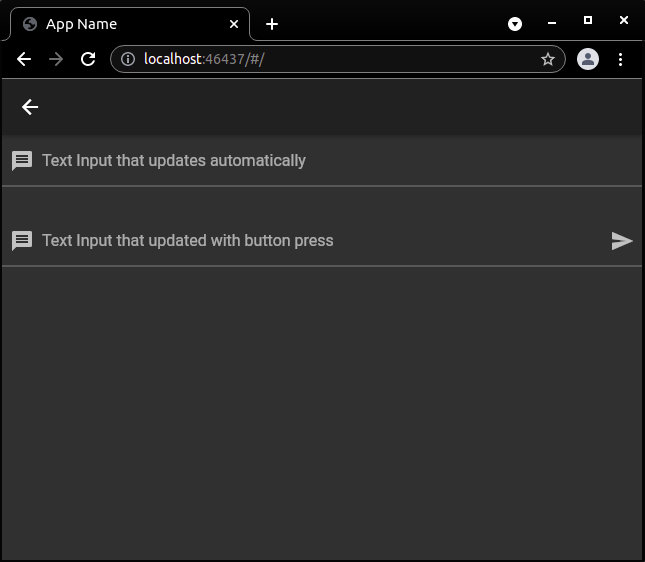 App Name
localhost:46437/#/
Text Input that updates automatically
Text Input that updated with button press